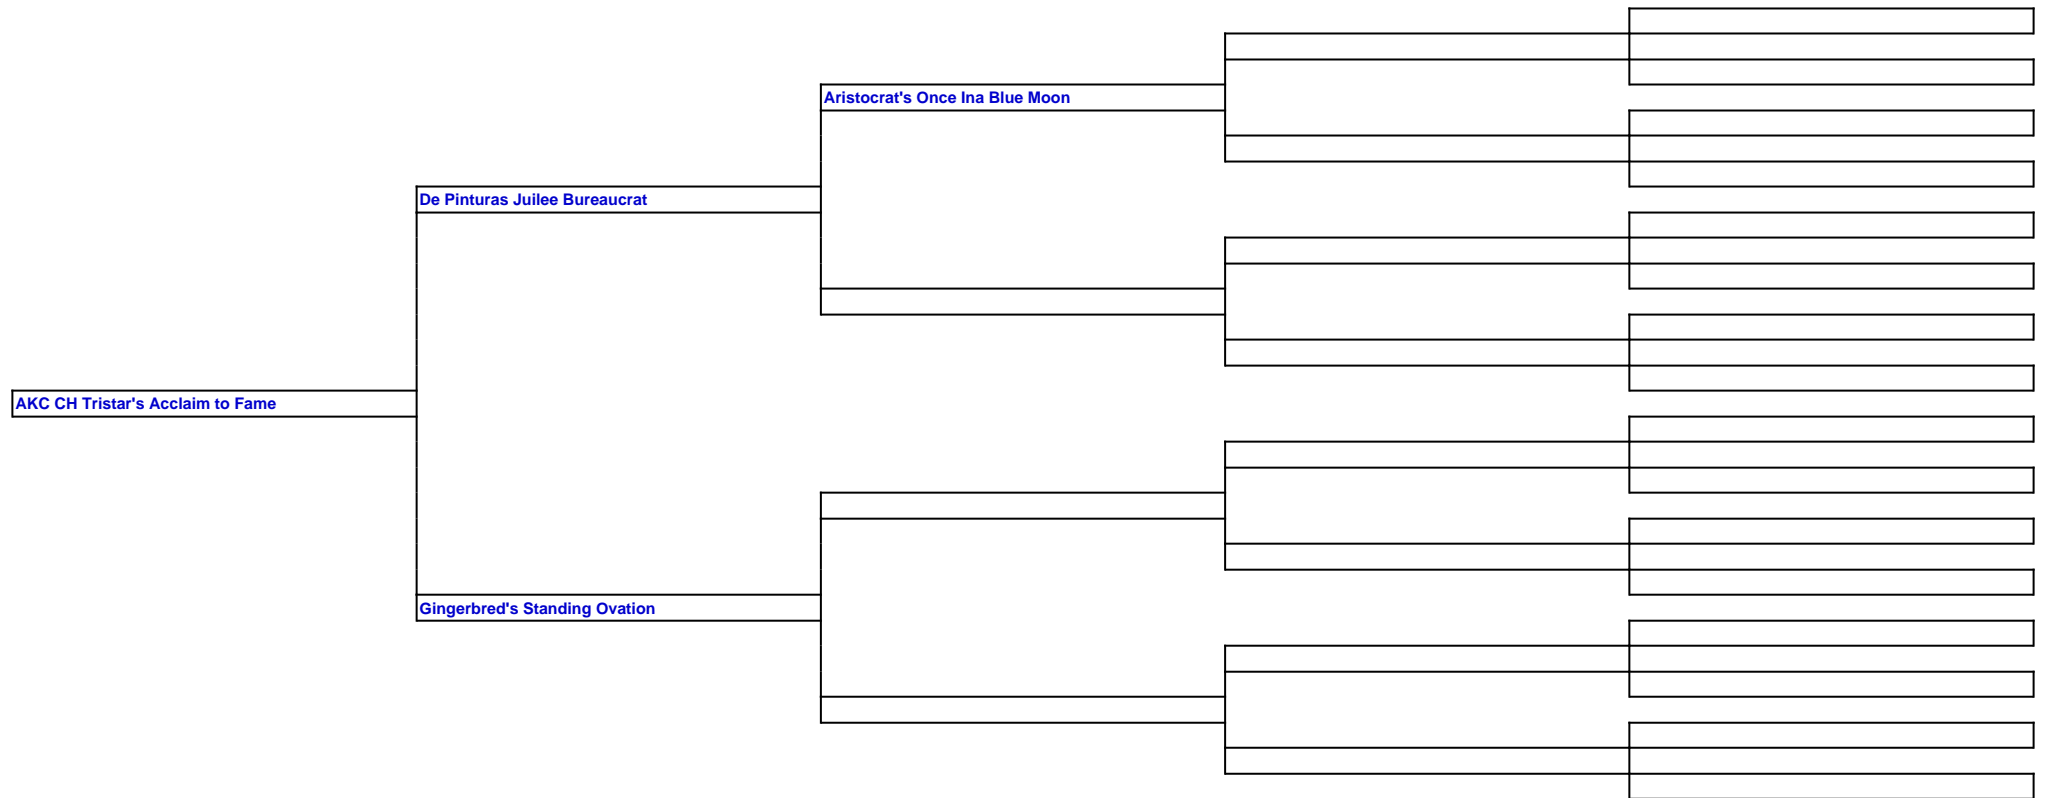 Aristocrat's Once Ina Blue Moon
De Pinturas Juilee Bureaucrat
AKC CH Tristar's Acclaim to Fame
Gingerbred's Standing Ovation